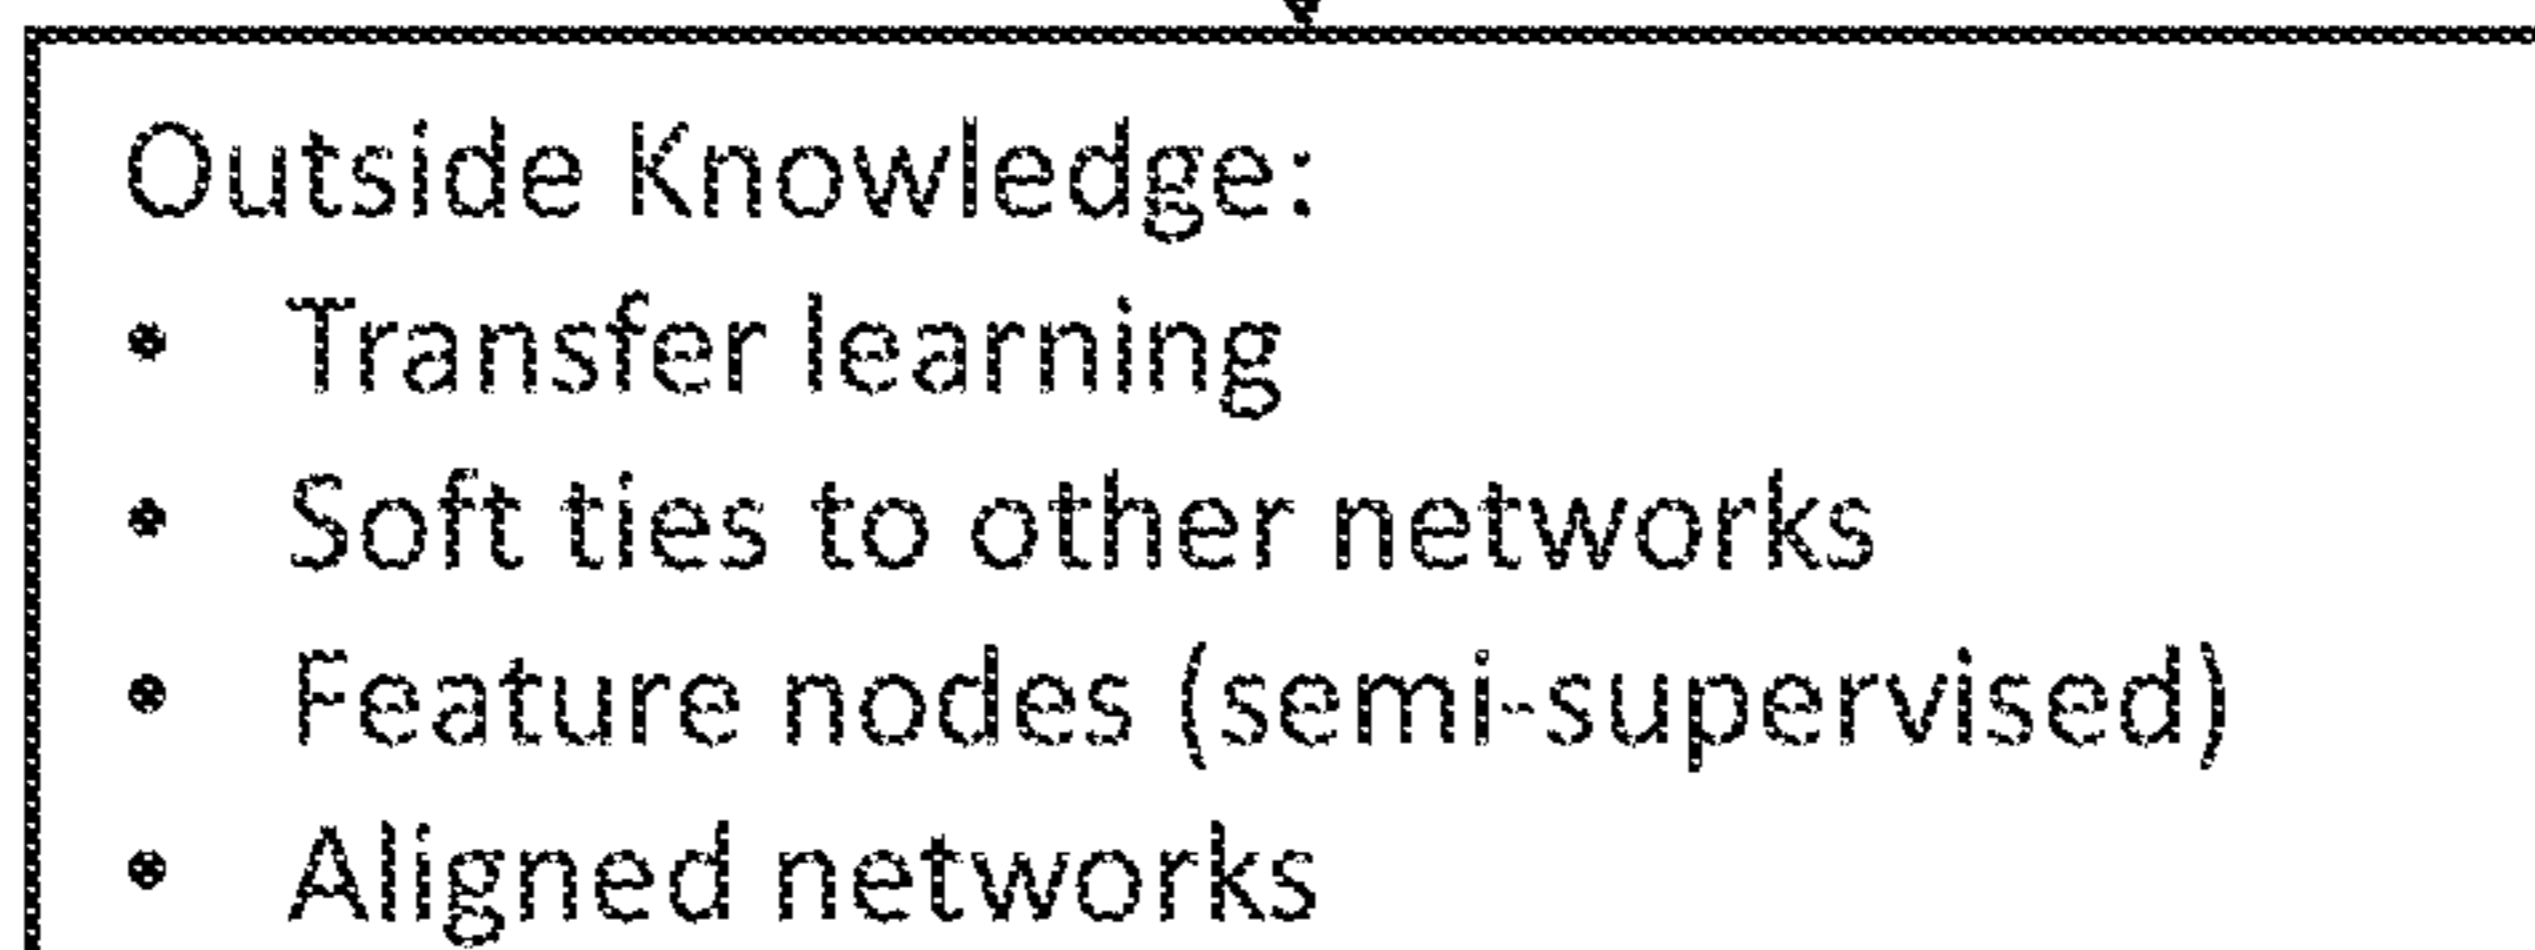 Outside Knowledge:
• Transfer learning
• Soft ties to other networks
• Feature nodes (semi-supervised)
• Aligned networks